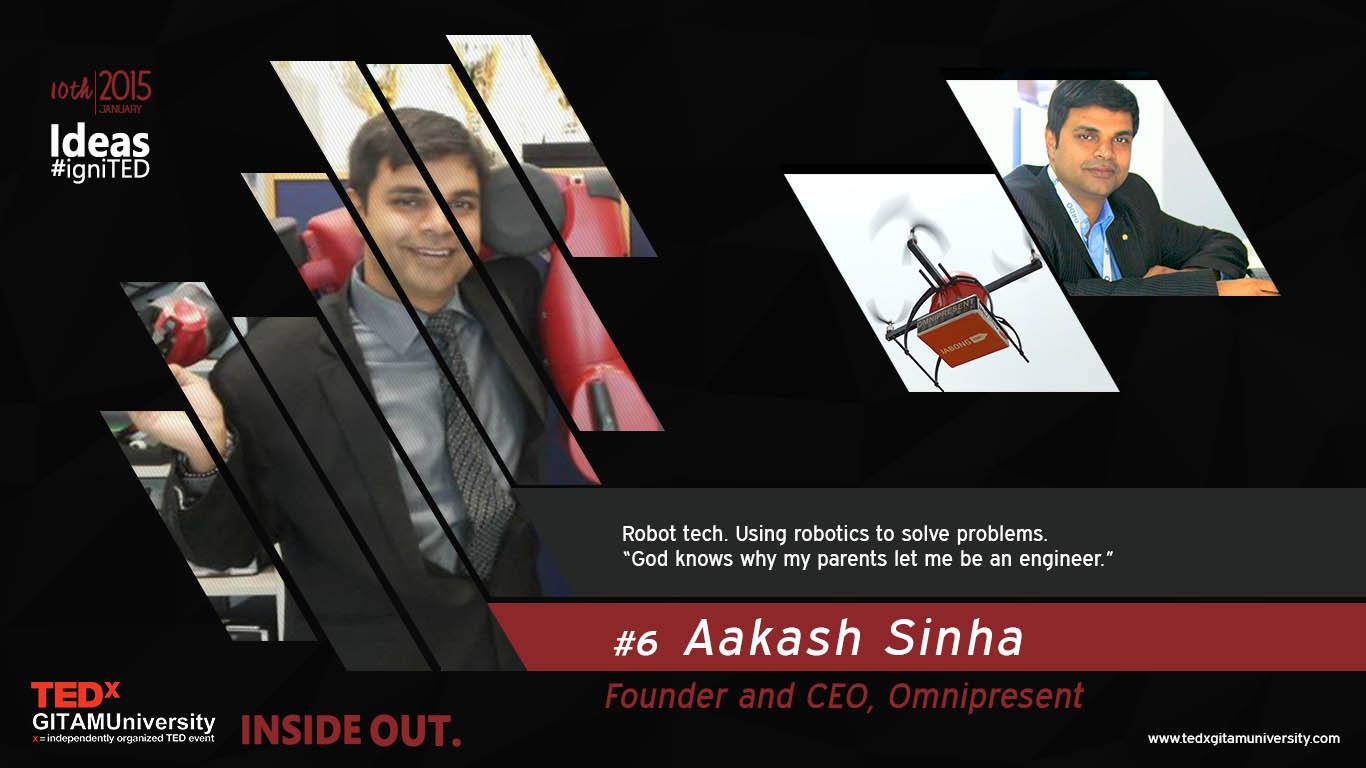 10th 2015
JANUARY
Ideas
#igniTED
OMNIPRESENT
JABONG
Robot tech. Using robotics to solve problems.
“God knows why my parents let me be an engineer.”
#6 Aakash Sinha
Founder and CEO, Omnipresent
TEDx
GITAMUniversity
x = independently organized TED event
INSIDE OUT.
www.tedxgitamuniversity.com